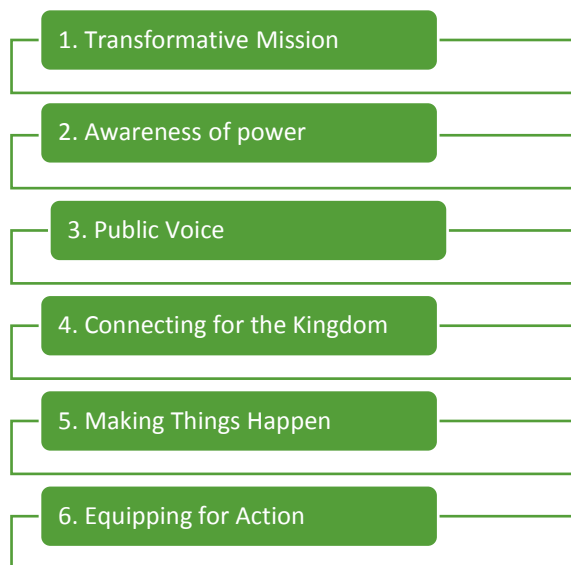 1. Transformative Mission
2. Awareness of power
3. Public Voice
4. Connecting for the Kingdom
5. Making Things Happen
6. Equipping for Action